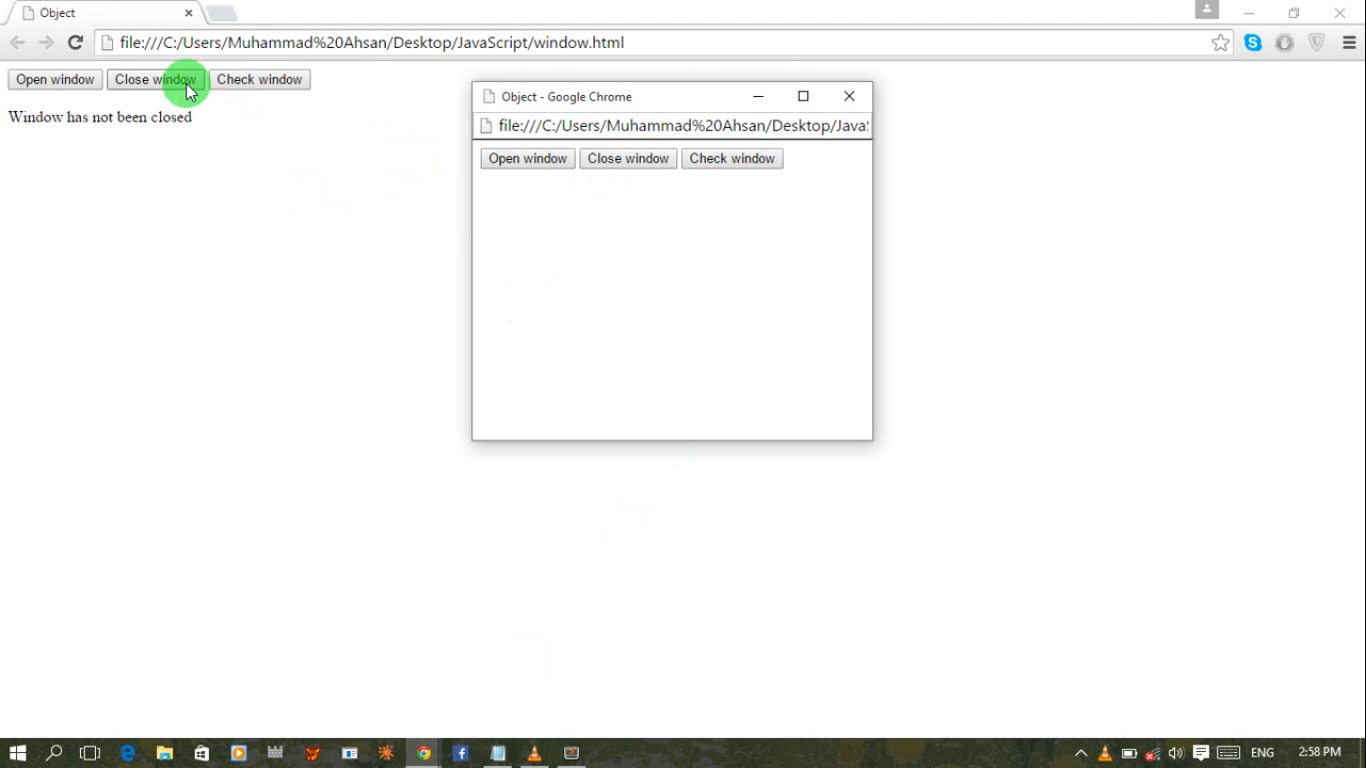 Object
file:///C:/Users/Muhammad%20Ahsan/Desktop/JavaScript/window.html
Open window Close window Check window
Window has not been closed
Object - Google Chrome
file:///C:/Users/Muhammad%20Ahsan/Desktop/Java
Open window Close window Check window
ENG 2:58 PM